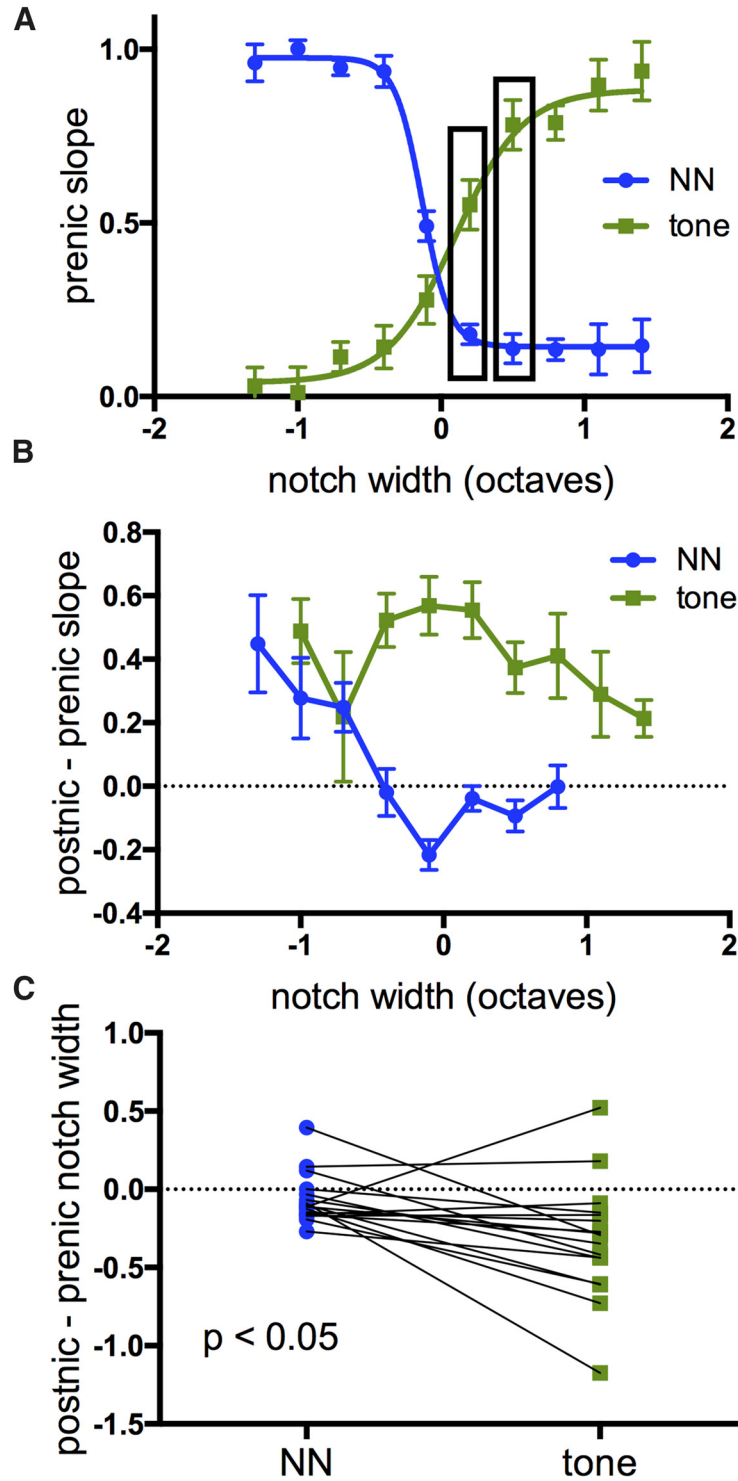 A
prenic slope
1.0
0.5
0.0
-2
-1
0
1
2
notch width (octaves)
NN
tone
B
postnic - prenic slope
0.8
0.6
0.4
0.2
0.0
-0.2
-0.4
-2
-1
0
1
2
notch width (octaves)
NN
tone
C
postnic - prenic notch width
1.0
0.5
0.0
-0.5
-1.0
-1.5
p < 0.05
NN
tone